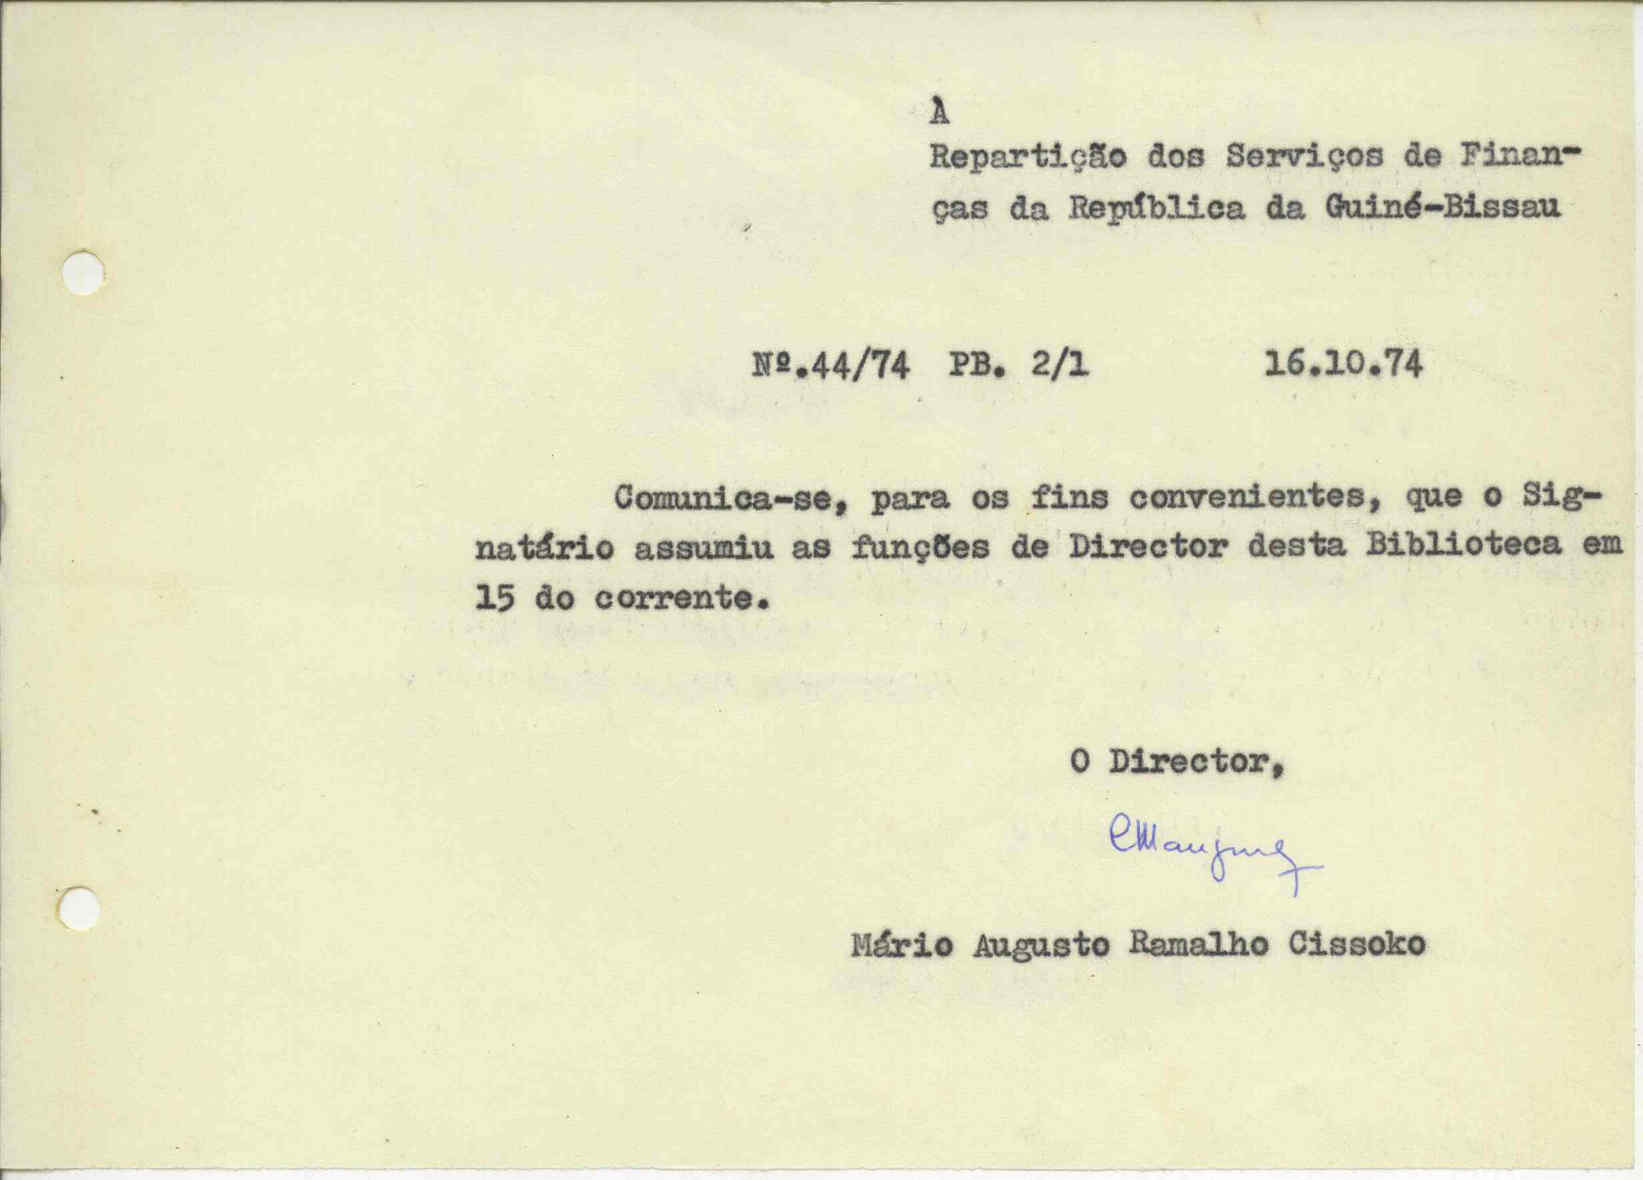 À
Repartição dos Serviços de Finan-
ças da República da Guiné-Bissau
Nº.44/74 PB. 2/1 16.10.74
Comunica-se, para os fins convenientes, que o Sig-
natário assumiu as funções de Director desta Biblioteca em
15 do corrente.
O Director,
Mário Augusto Ramalho Cissoko